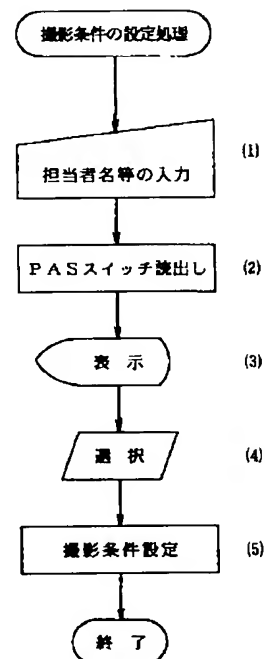 撮影条件の設定処理
担当者名等の入力
(1)
PASスイッチ読出し
(2)
表 示
(3)
選 択
(4)
撮影条件設定
(5)
終 了